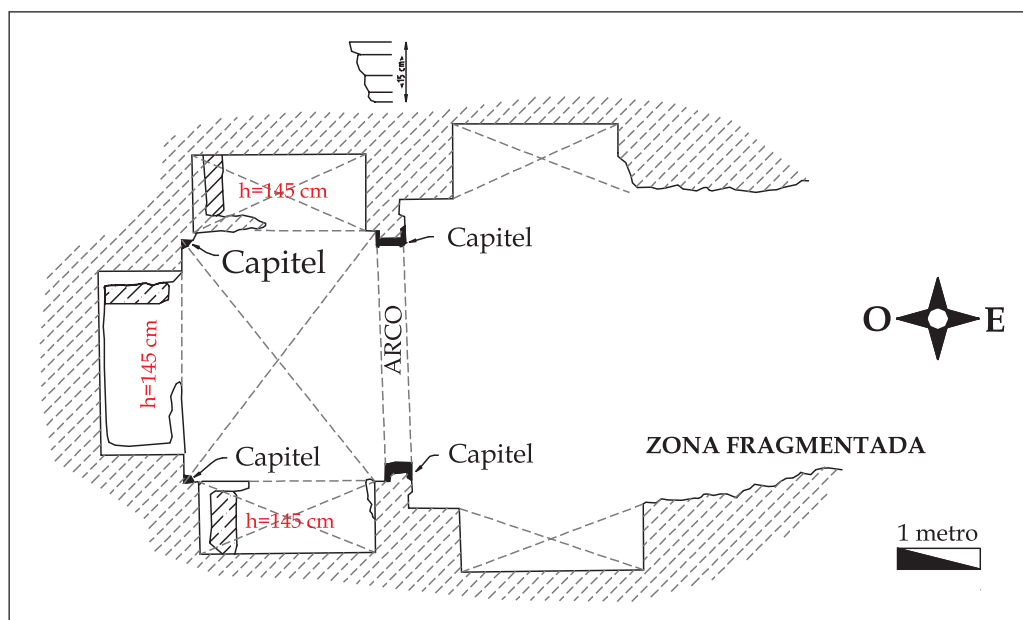 <15 cm>
h=145 cm
Capitel
Capitel
ARCO
O
E
h=145 cm
Capitel
Capitel
ZONA FRAGMENTADA
h=145 cm
1 metro